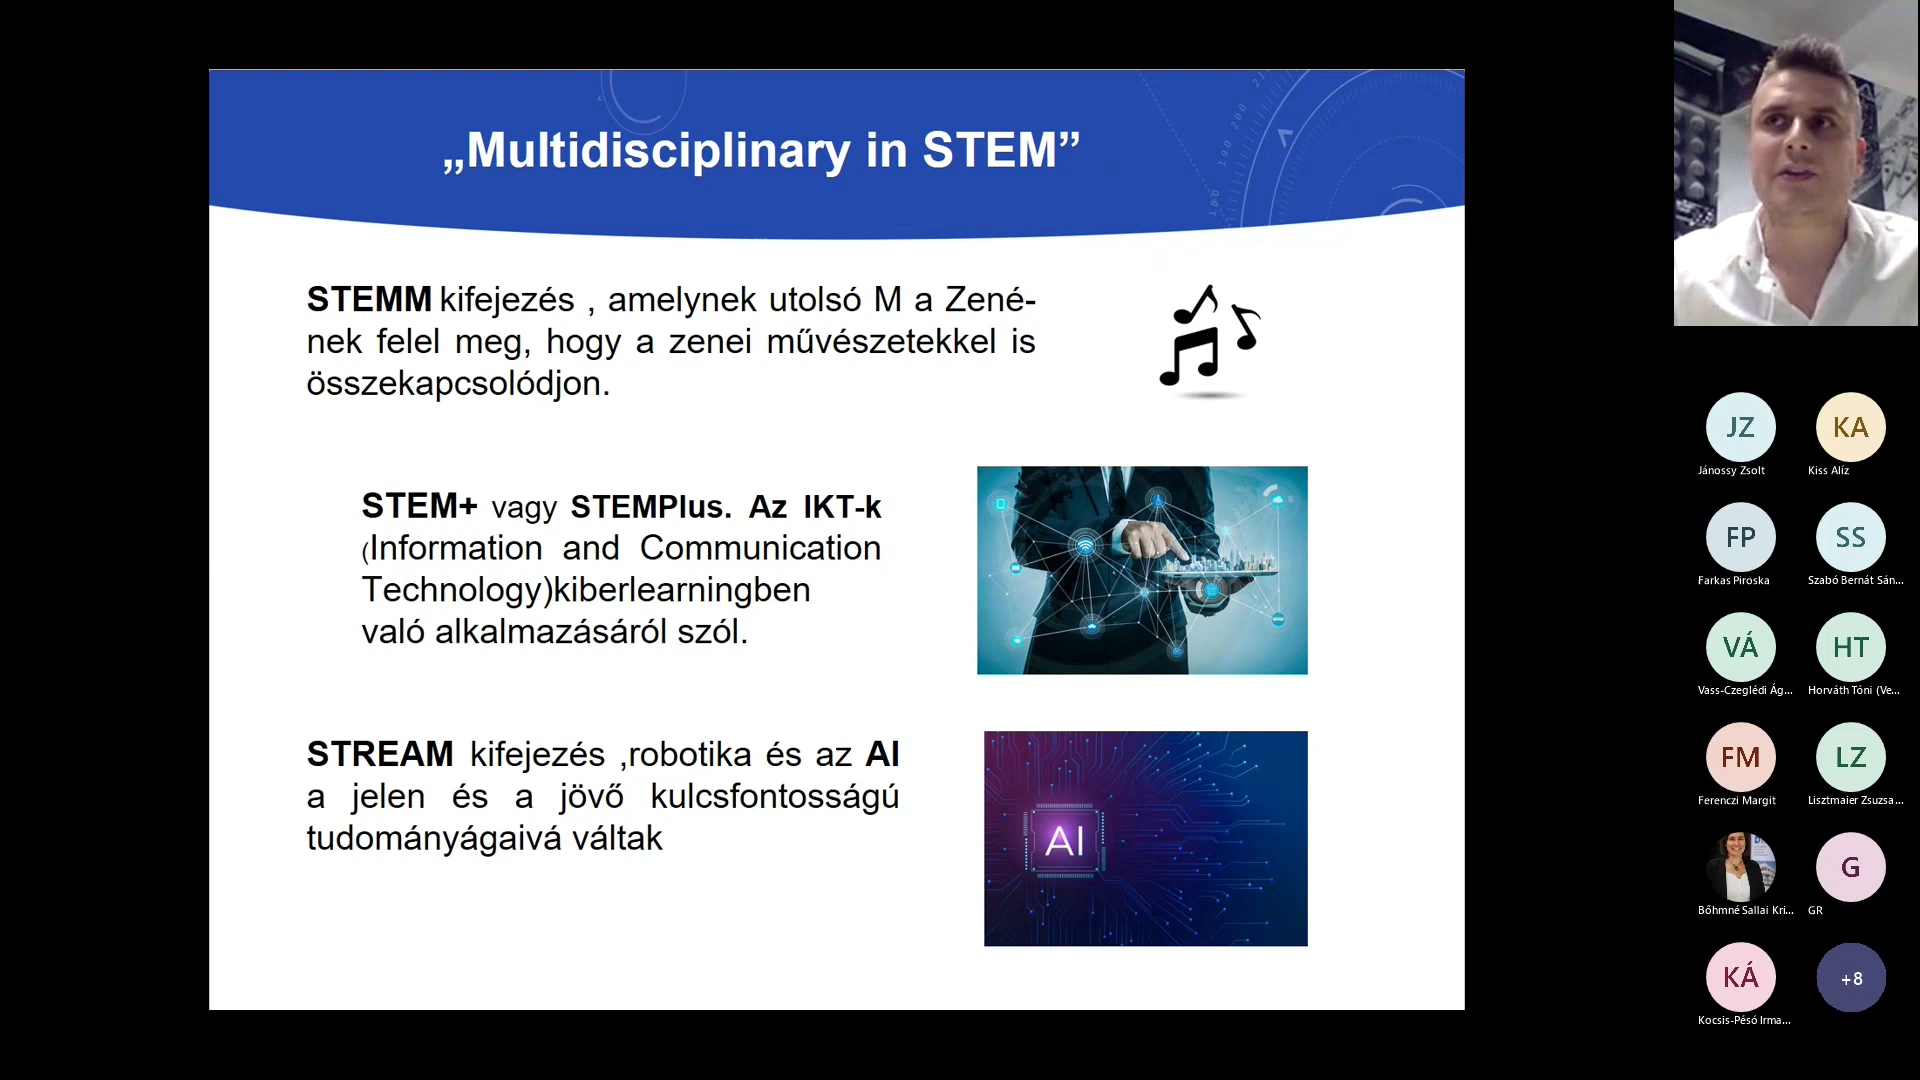 „Multidisciplinary in STEM”
STEMM kifejezés , amelynek utolsó M a Zené-
nek felel meg, hogy a zenei művészetekkel is
összekapcsolódjon.
STEM+ vagy STEMPlus. Az IKT-k
(Information and Communication
Technology)kiberlearningben
való alkalmazásáról szól.
STREAM kifejezés ,robotika és az AI
a jelen és a jövő kulcsfontosságú
tudományágaivá váltak
AI
190 200
180
JZ
Jánossy Zsolt
KA
Kiss Alíz
FP
Farkas Piroska
SS
Szabó Bernát Sán...
VÁ
Vass-Czeglédi Ág...
HT
Horváth Tóni (Ve...
FM
Ferenczi Margit
LZ
Lisztmaier Zsuzsa...
Bőhmné Sallai Kri...
G
GR
KÁ
Kocsis-Pésó Irma...
+8